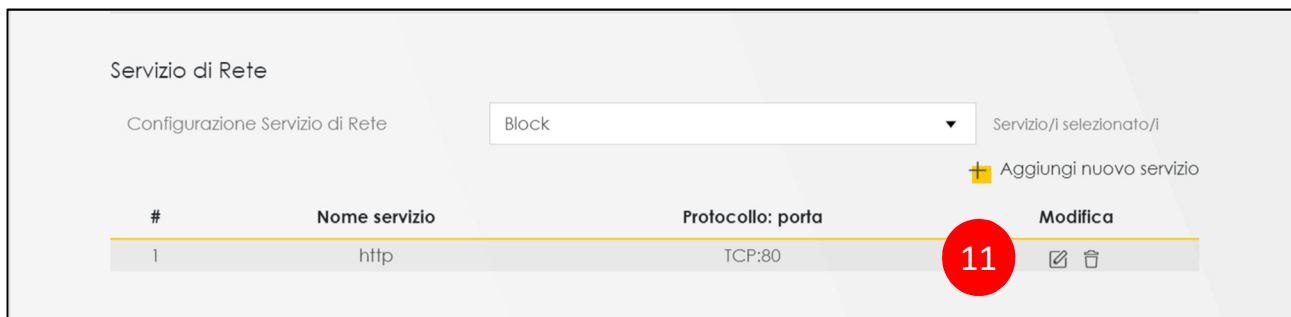 Servizio di Rete
Configurazione Servizio di Rete Block Servizio/i selezionato/i
Aggiungi nuovo servizio
# Nome servizio Protocollo: porta Modifica
1 http TCP:80 11